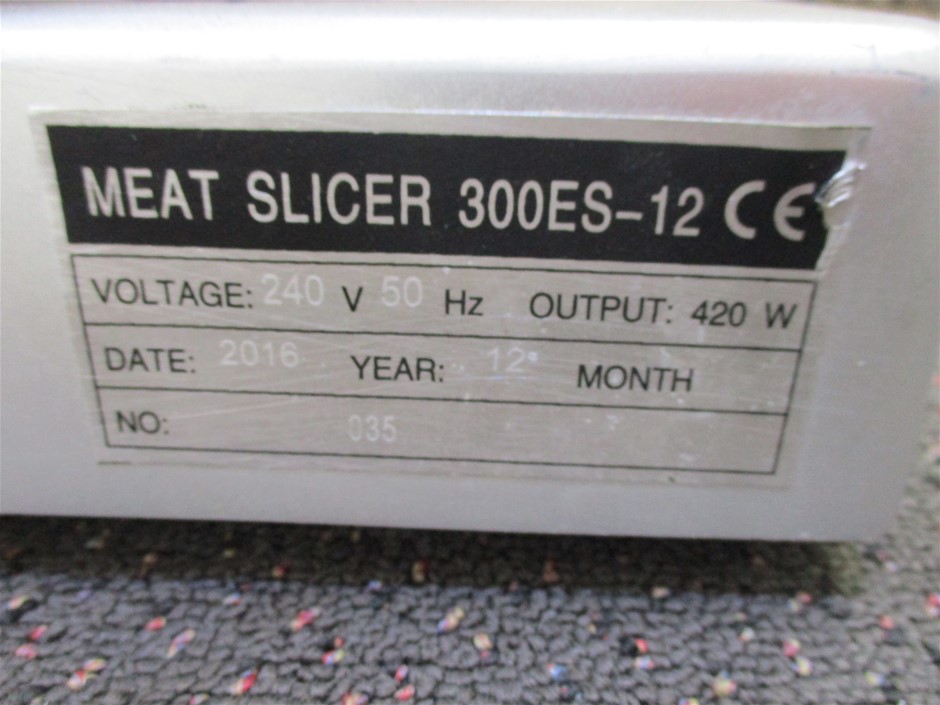 MEAT SLICER 300ES-12 CE
VOLTAGE: 240 V 50 Hz OUTPUT: 420 W
DATE: 2016 YEAR: 12 MONTH
NO: 035